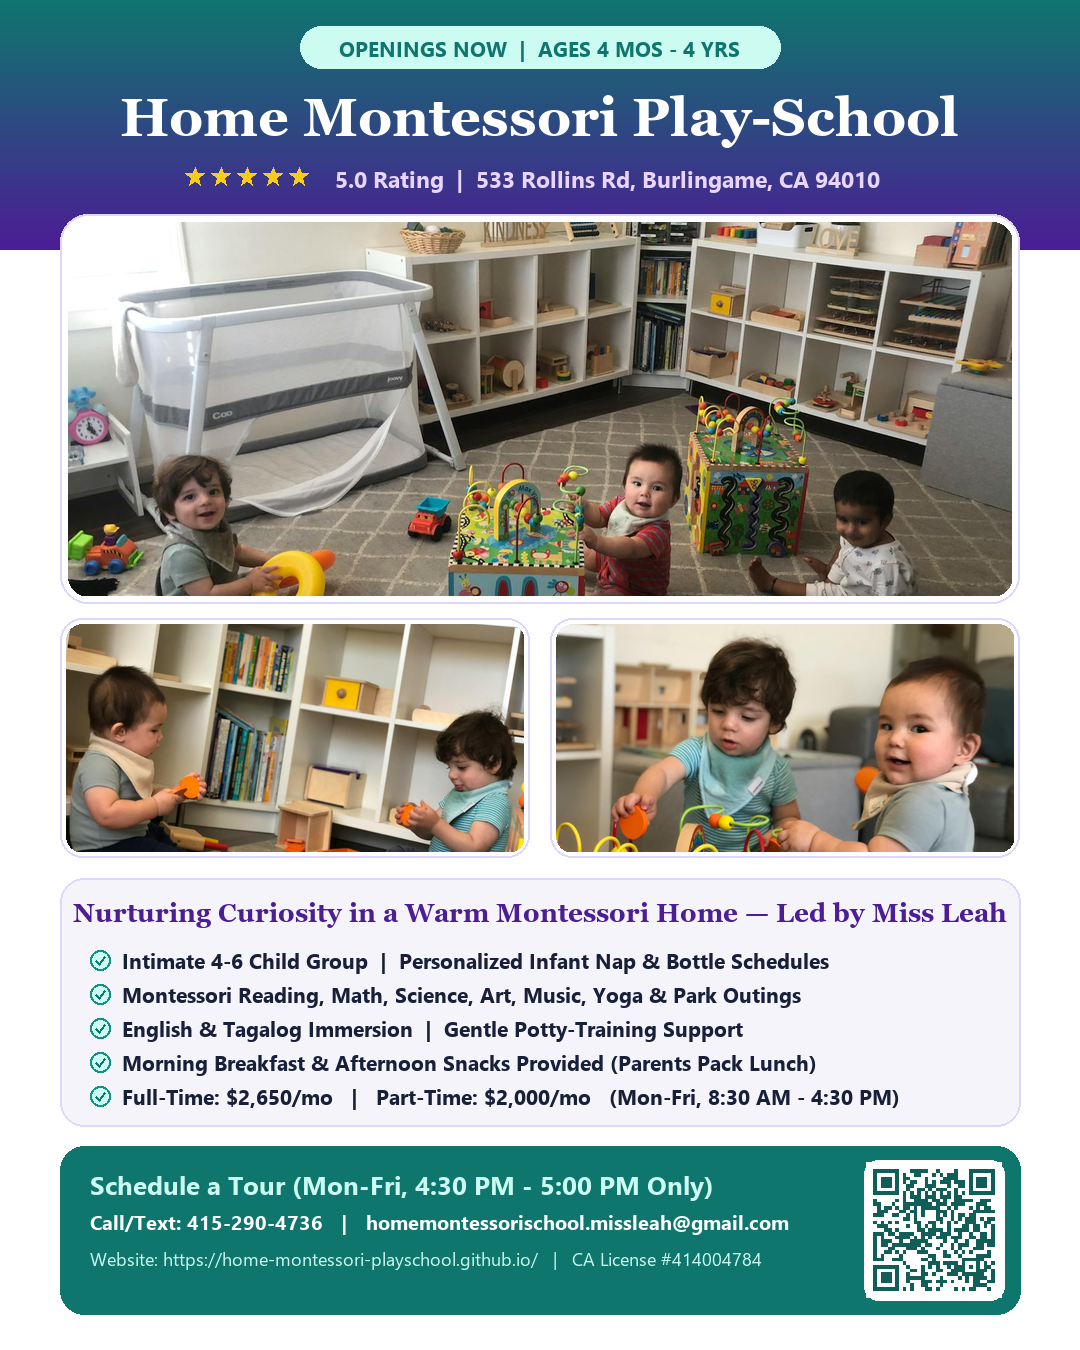 OPENINGS NOW | AGES 4 MOS - 4 YRS
Home Montessori Play-School
5.0 Rating | 533 Rollins Rd, Burlingame, CA 94010
KINDNESS
LOVE
Joovy
Coo
Nurturing Curiosity in a Warm Montessori Home — Led by Miss Leah
Intimate 4-6 Child Group | Personalized Infant Nap & Bottle Schedules
Montessori Reading, Math, Science, Art, Music, Yoga & Park Outings
English & Tagalog Immersion | Gentle Potty-Training Support
Morning Breakfast & Afternoon Snacks Provided (Parents Pack Lunch)
Full-Time: $2,650/mo | Part-Time: $2,000/mo (Mon-Fri, 8:30 AM - 4:30 PM)
Schedule a Tour (Mon-Fri, 4:30 PM - 5:00 PM Only)
Call/Text: 415-290-4736 | homemontessorischool.missleah@gmail.com
Website: https://home-montessori-playschool.github.io/ | CA License #414004784